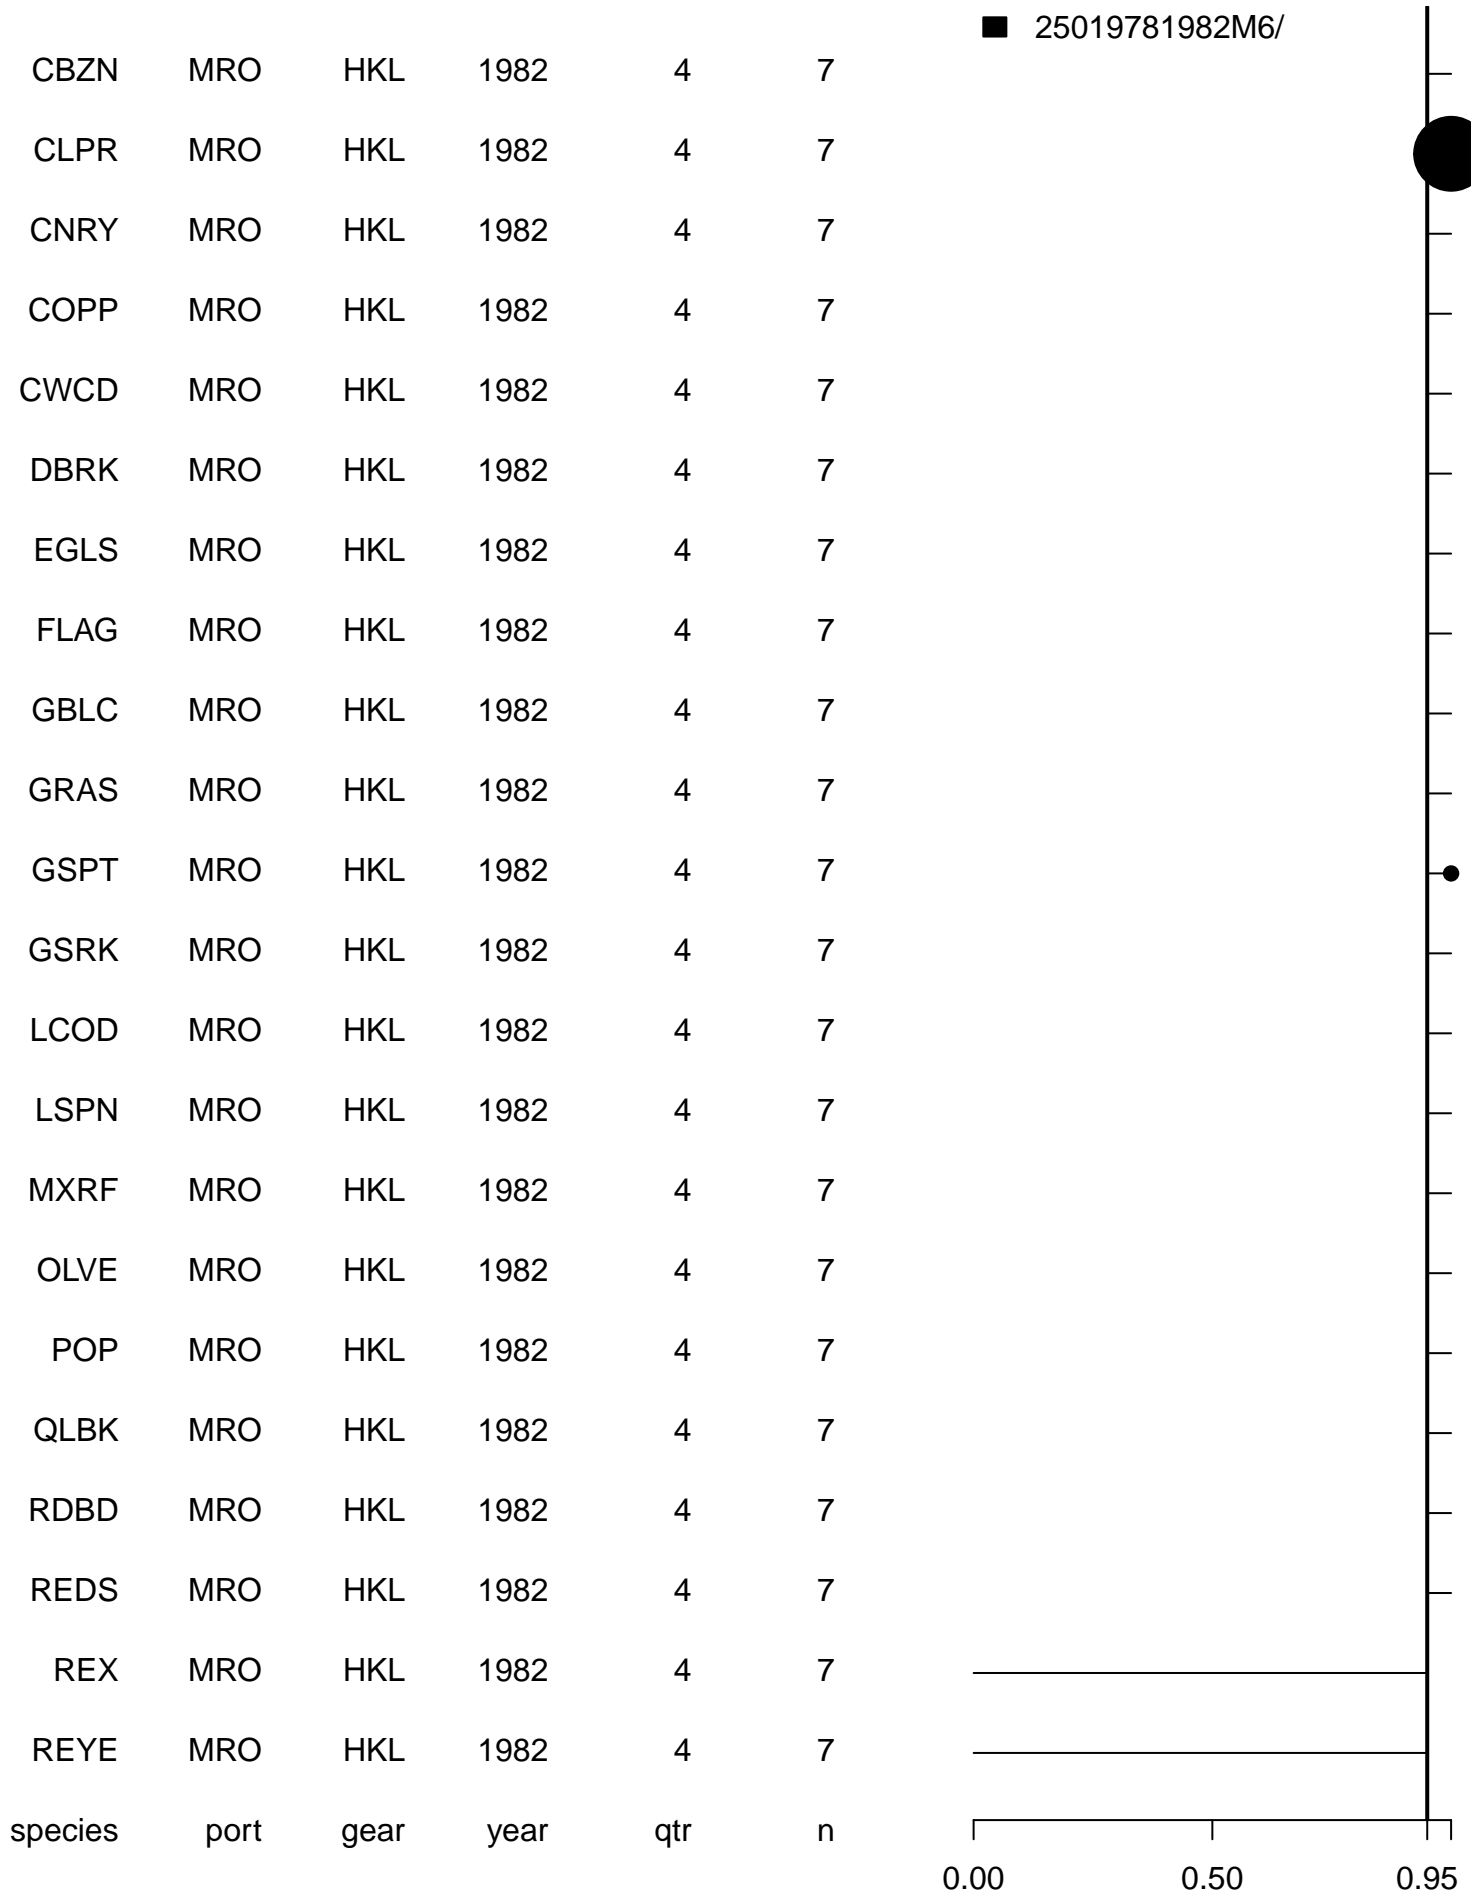 25019781982M6/
CBZN MRO HKL 1982 4 7
CLPR MRO HKL 1982 4 7
CNRY MRO HKL 1982 4 7
COPP MRO HKL 1982 4 7
CWCD MRO HKL 1982 4 7
DBRK MRO HKL 1982 4 7
EGLS MRO HKL 1982 4 7
FLAG MRO HKL 1982 4 7
GBLC MRO HKL 1982 4 7
GRAS MRO HKL 1982 4 7
GSPT MRO HKL 1982 4 7
GSRK MRO HKL 1982 4 7
LCOD MRO HKL 1982 4 7
LSPN MRO HKL 1982 4 7
MXRF MRO HKL 1982 4 7
OLVE MRO HKL 1982 4 7
POP MRO HKL 1982 4 7
QLBK MRO HKL 1982 4 7
RDBD MRO HKL 1982 4 7
REDS MRO HKL 1982 4 7
REX MRO HKL 1982 4 7
REYE MRO HKL 1982 4 7
species port gear year qtr n
0.00 0.50 0.95